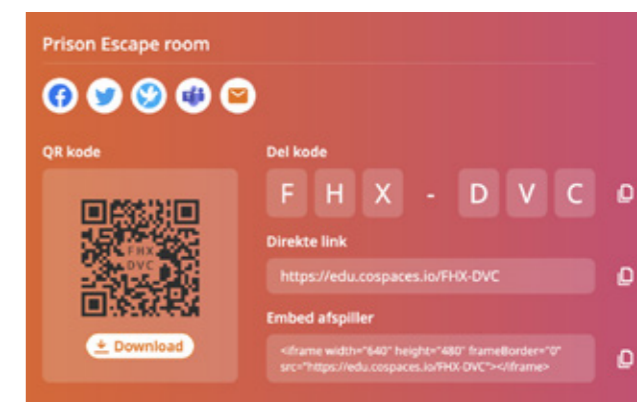 Prison Escape room
QR kode
FHX
DVC
Download
Del kode
F H X - D V C
Direkte link
https://edu.cospaces.io/FHX-DVC
Embed afspiller
<iframe width="640" height="480" frameBorder="0"
src="https://edu.cospaces.io/FHX-DVC"></iframe>